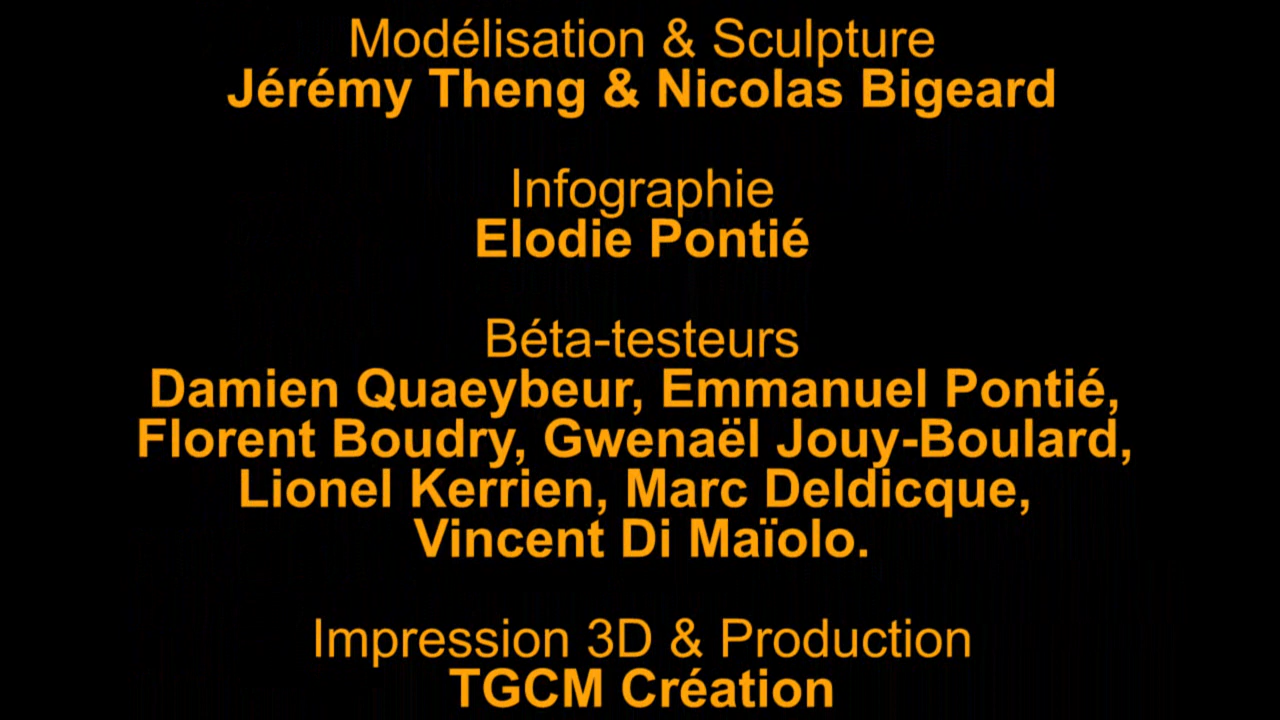 Modélisation & Sculpture
Jérémy Theng & Nicolas Bigeard
Infographie
Elodie Pontié
Béta-testeurs
Damien Quaeybeur, Emmanuel Pontié,
Florent Boudry, Gwenaël Jouy-Boulard,
Lionel Kerrien, Marc Deldicque,
Vincent Di Maïolo.
Impression 3D & Production
TGCM Création